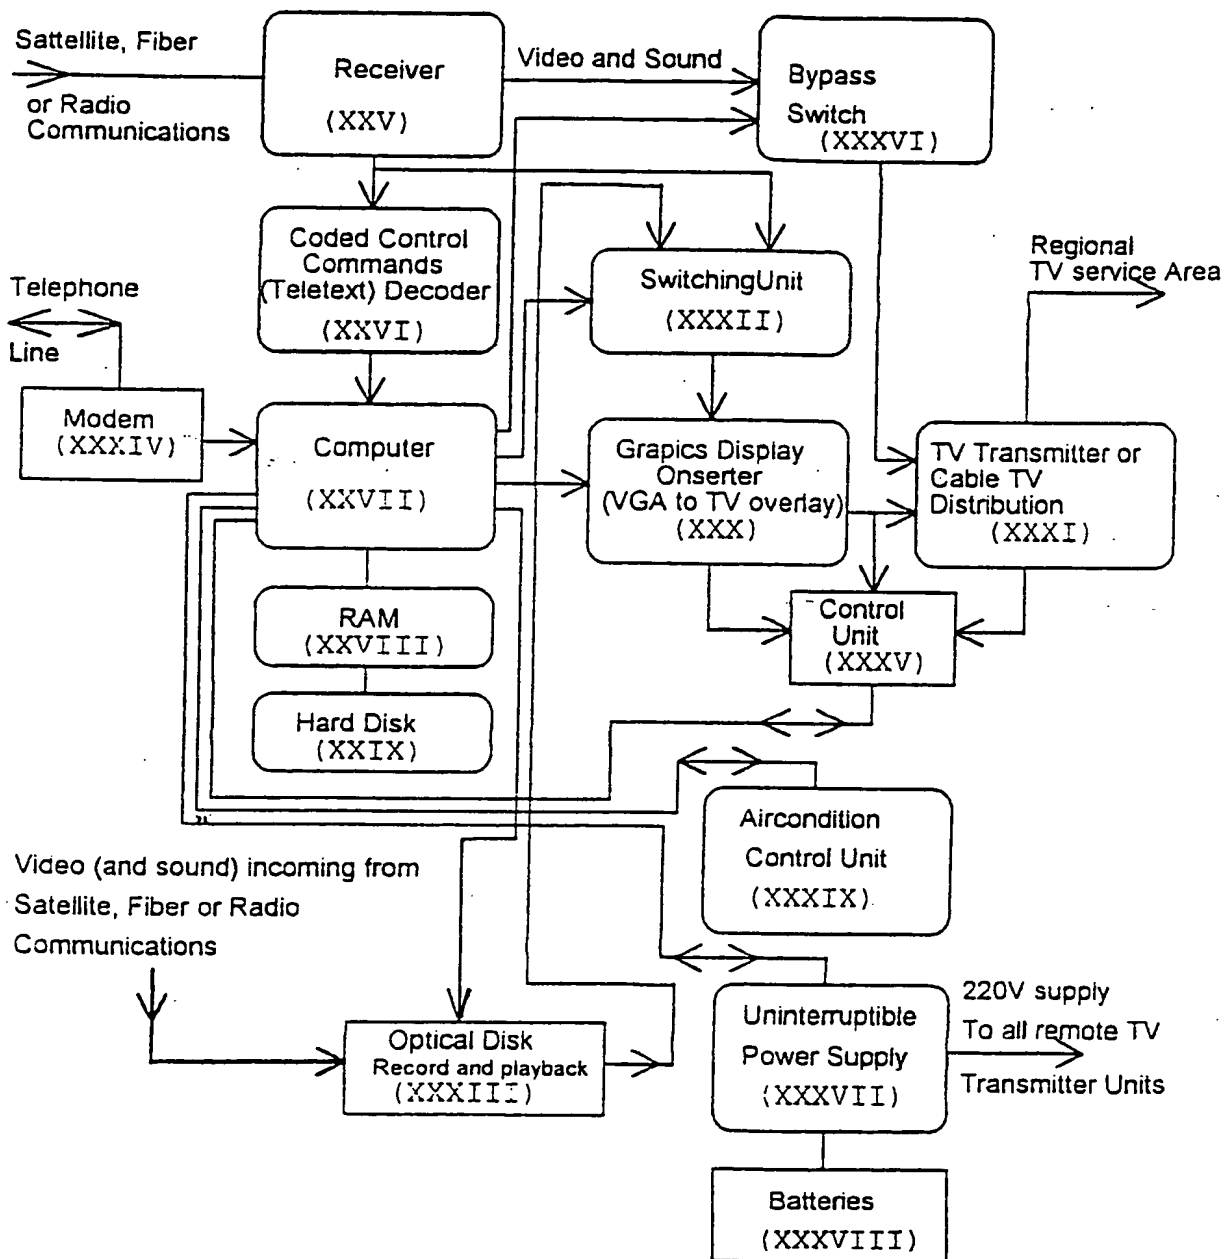 Sattellite, Fiber
or Radio
Communications
Receiver
(XXV)
Video and Sound
Bypass
Switch
(XXXVI)
Coded Control
Commands
(Teletext) Decoder
(XXVI)
SwitchingUnit
(XXXII)
Regional
TV service Area
Telephone
Line
Modem
(XXXIV)
Computer
(XXVII)
Grapics Display
Onserter
(VGA to TV overlay)
(XXX)
TV Transmitter or
Cable TV
Distribution
(XXXI)
RAM
(XXVIII)
Control
Unit
(XXXV)
Hard Disk
(XXIX)
Aircondition
Control Unit
(XXXIX)
Video (and sound) incoming from
Satellite, Fiber or Radio
Communications
Optical Disk
Record and playback
(XXXIII)
Uninterruptible
Power Supply
(XXXVII)
220V supply
To all remote TV
Transmitter Units
Batteries
(XXXVIII)